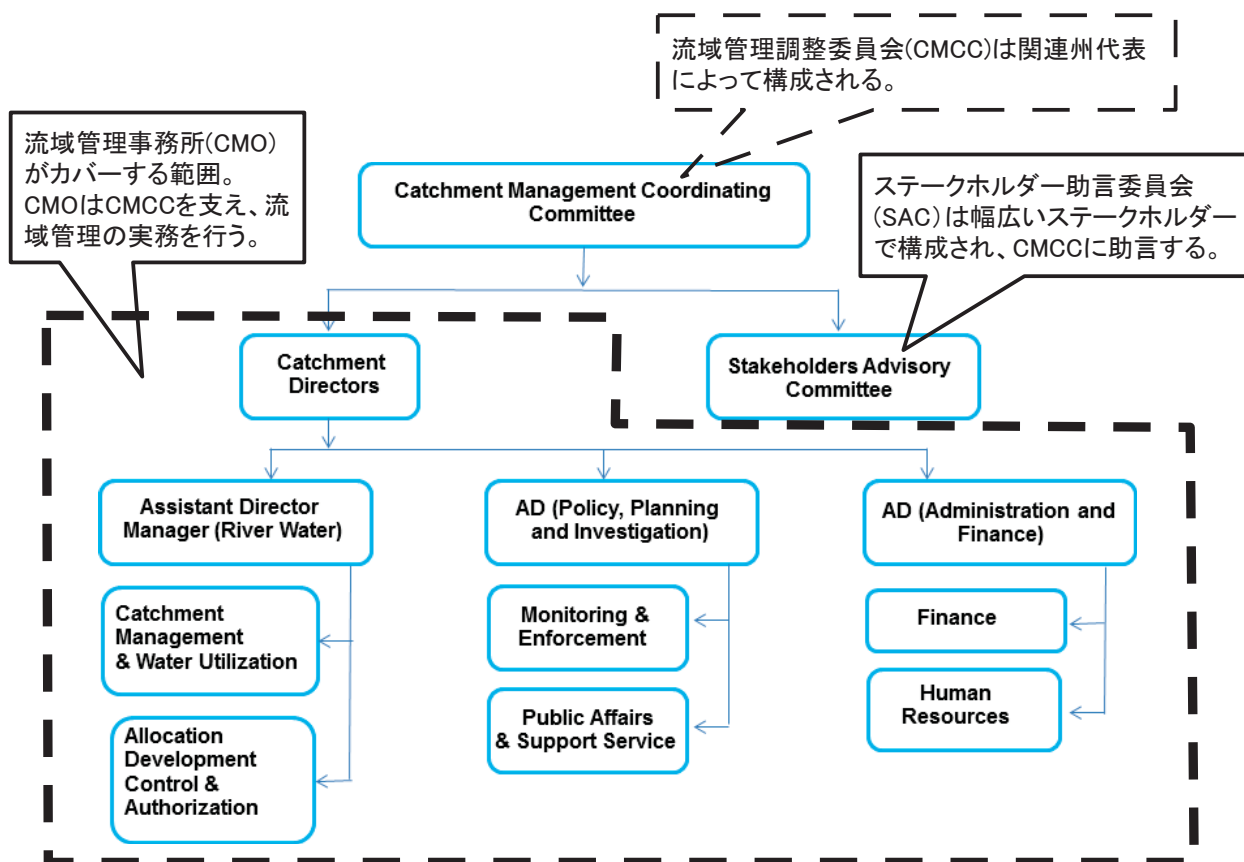 流域管理調整委員会(CMCC)は関連州代表
によって構成される。
流域管理事務所(CMO)
がカバーする範囲。
CMOはCMCCを支え、流
域管理の実務を行う。
Catchment Management Coordinating
Committee
ステークホルダー助言委員会
(SAC)は幅広いステークホルダー
で構成され、CMCCに助言する。
Catchment
Directors
Stakeholders Advisory
Committee
Assistant Director
Manager (River Water)
AD (Policy, Planning
and Investigation)
AD (Administration and
Finance)
Catchment
Management
& Water Utilization
Monitoring &
Enforcement
Finance
Allocation
Development
Control &
Authorization
Public Affairs
& Support Service
Human
Resources